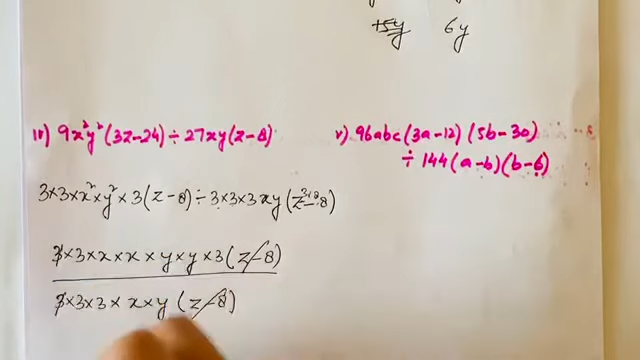 +5y 6y
iv) 9x²y²(3z-24)÷27xy(z-8)
v) 96abc(3a-12)(5b-30)
÷144(a-b)(b-6)
3×3×x²×y²×3(z-8)÷3×3×3xy(z-8)
3×3×x×x×y×y×3(z-8)
3×3×3×x×y(z-8)